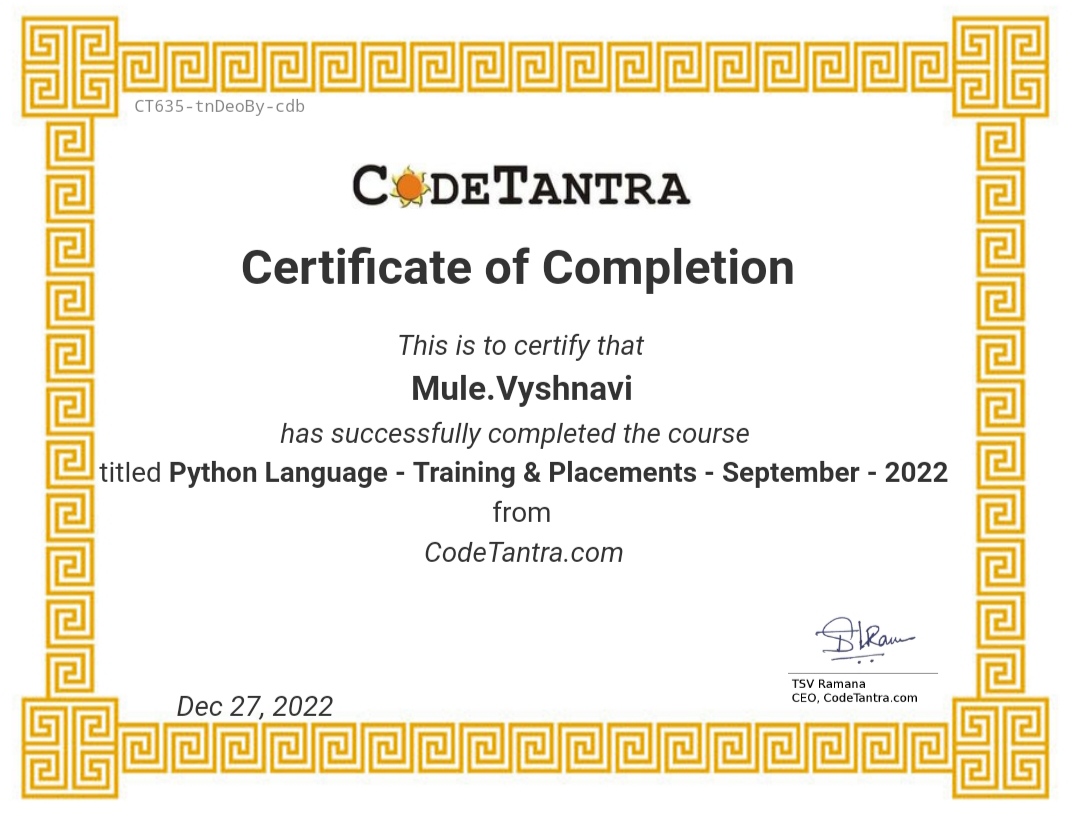 CT635-tnDeoBy-cdb
CODETANTRA
Certificate of Completion
This is to certify that
Mule.Vyshnavi
has successfully completed the course
titled Python Language - Training & Placements - September - 2022
from
CodeTantra.com
TSV Ramana
CEO, CodeTantra.com
Dec 27, 2022